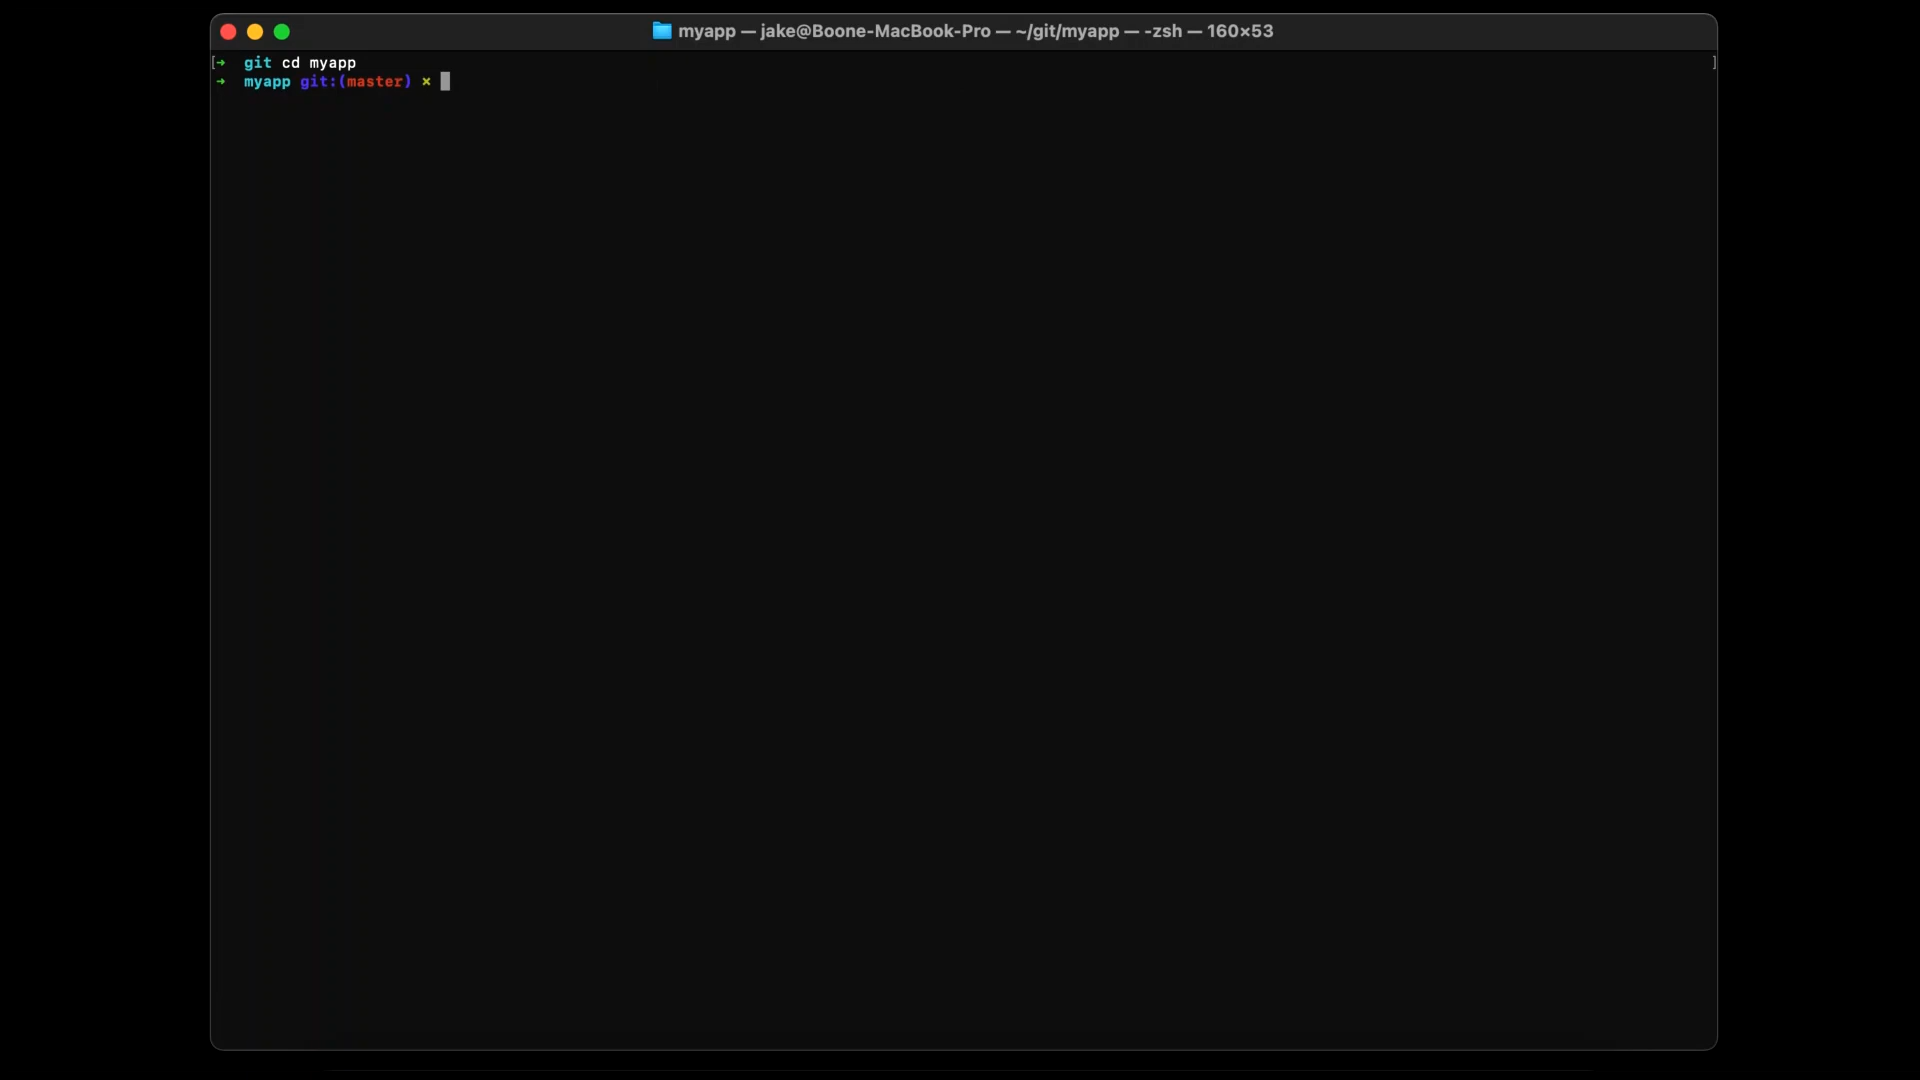 myapp — jake@Boone-MacBook-Pro — ~/git/myapp — -zsh — 160×53
[➜  git cd myapp ]
➜  myapp git:(master) ×